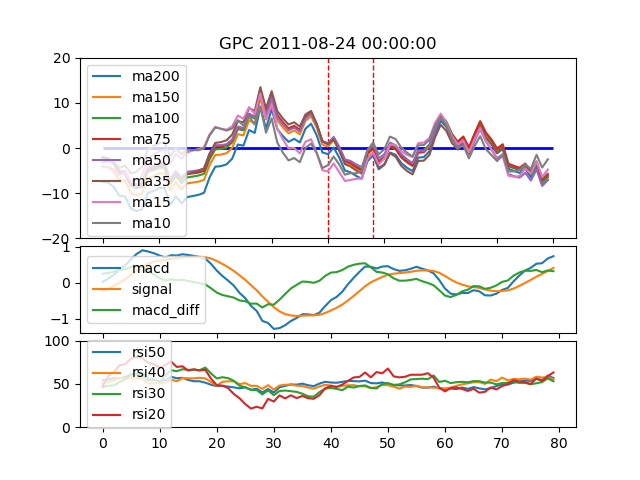 GPC 2011-08-24 00:00:00
20
10
0
−10
−20
ma200
ma150
ma100
ma75
ma50
ma35
ma15
ma10
1
0
−1
macd
signal
macd_diff
100
50
0
rsi50
rsi40
rsi30
rsi20
0 10 20 30 40 50 60 70 80